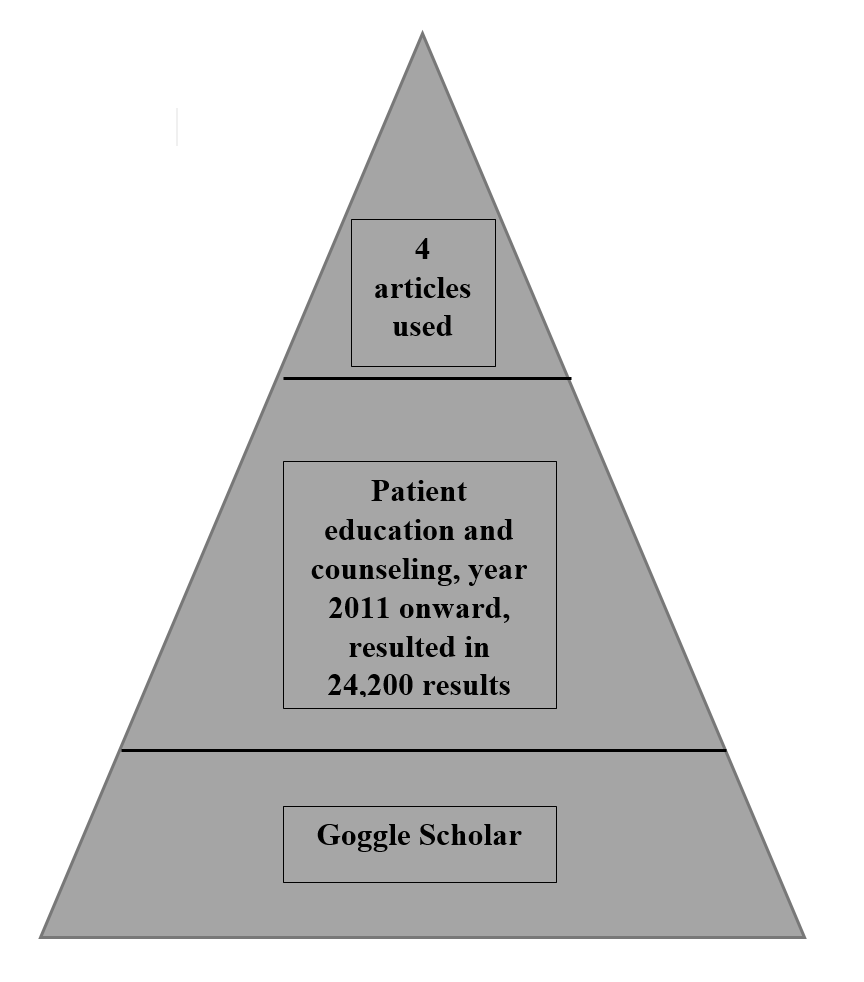 4
articles
used
Patient
education and
counseling, year
2011 onward,
resulted in
24,200 results
Goggle Scholar